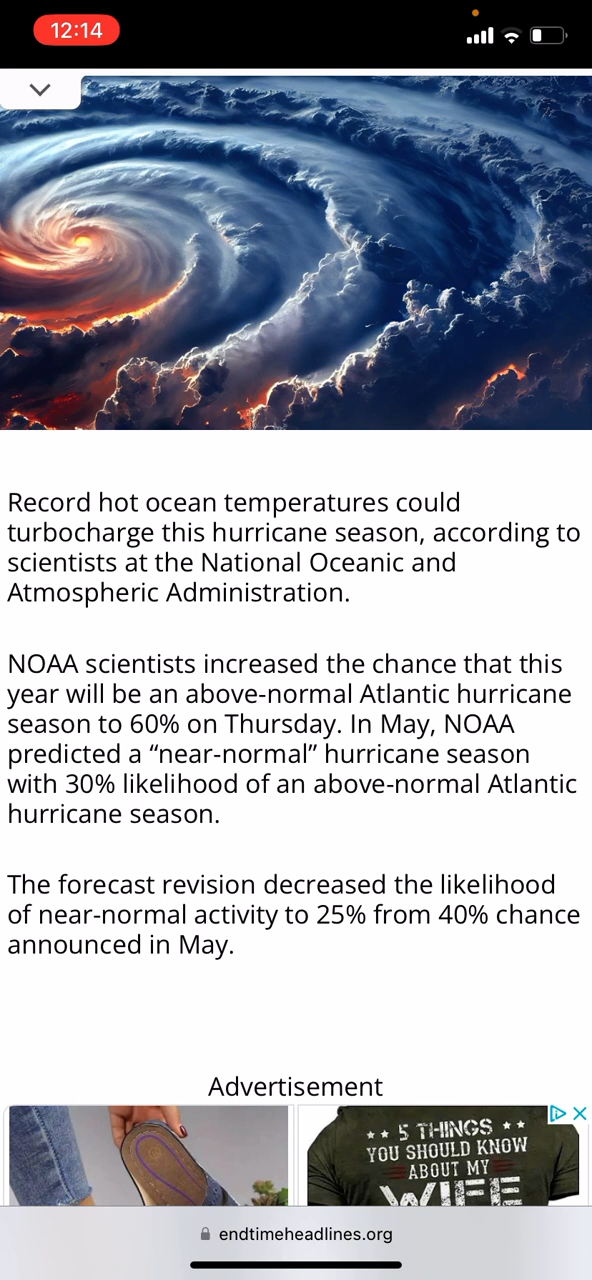 12:14
Record hot ocean temperatures could
turbocharge this hurricane season, according to
scientists at the National Oceanic and
Atmospheric Administration.
NOAA scientists increased the chance that this
year will be an above-normal Atlantic hurricane
season to 60% on Thursday. In May, NOAA
predicted a “near-normal” hurricane season
with 30% likelihood of an above-normal Atlantic
hurricane season.
The forecast revision decreased the likelihood
of near-normal activity to 25% from 40% chance
announced in May.
Advertisement
5 THINGS
YOU SHOULD KNOW
ABOUT MY
WIFE
endtimeheadlines.org